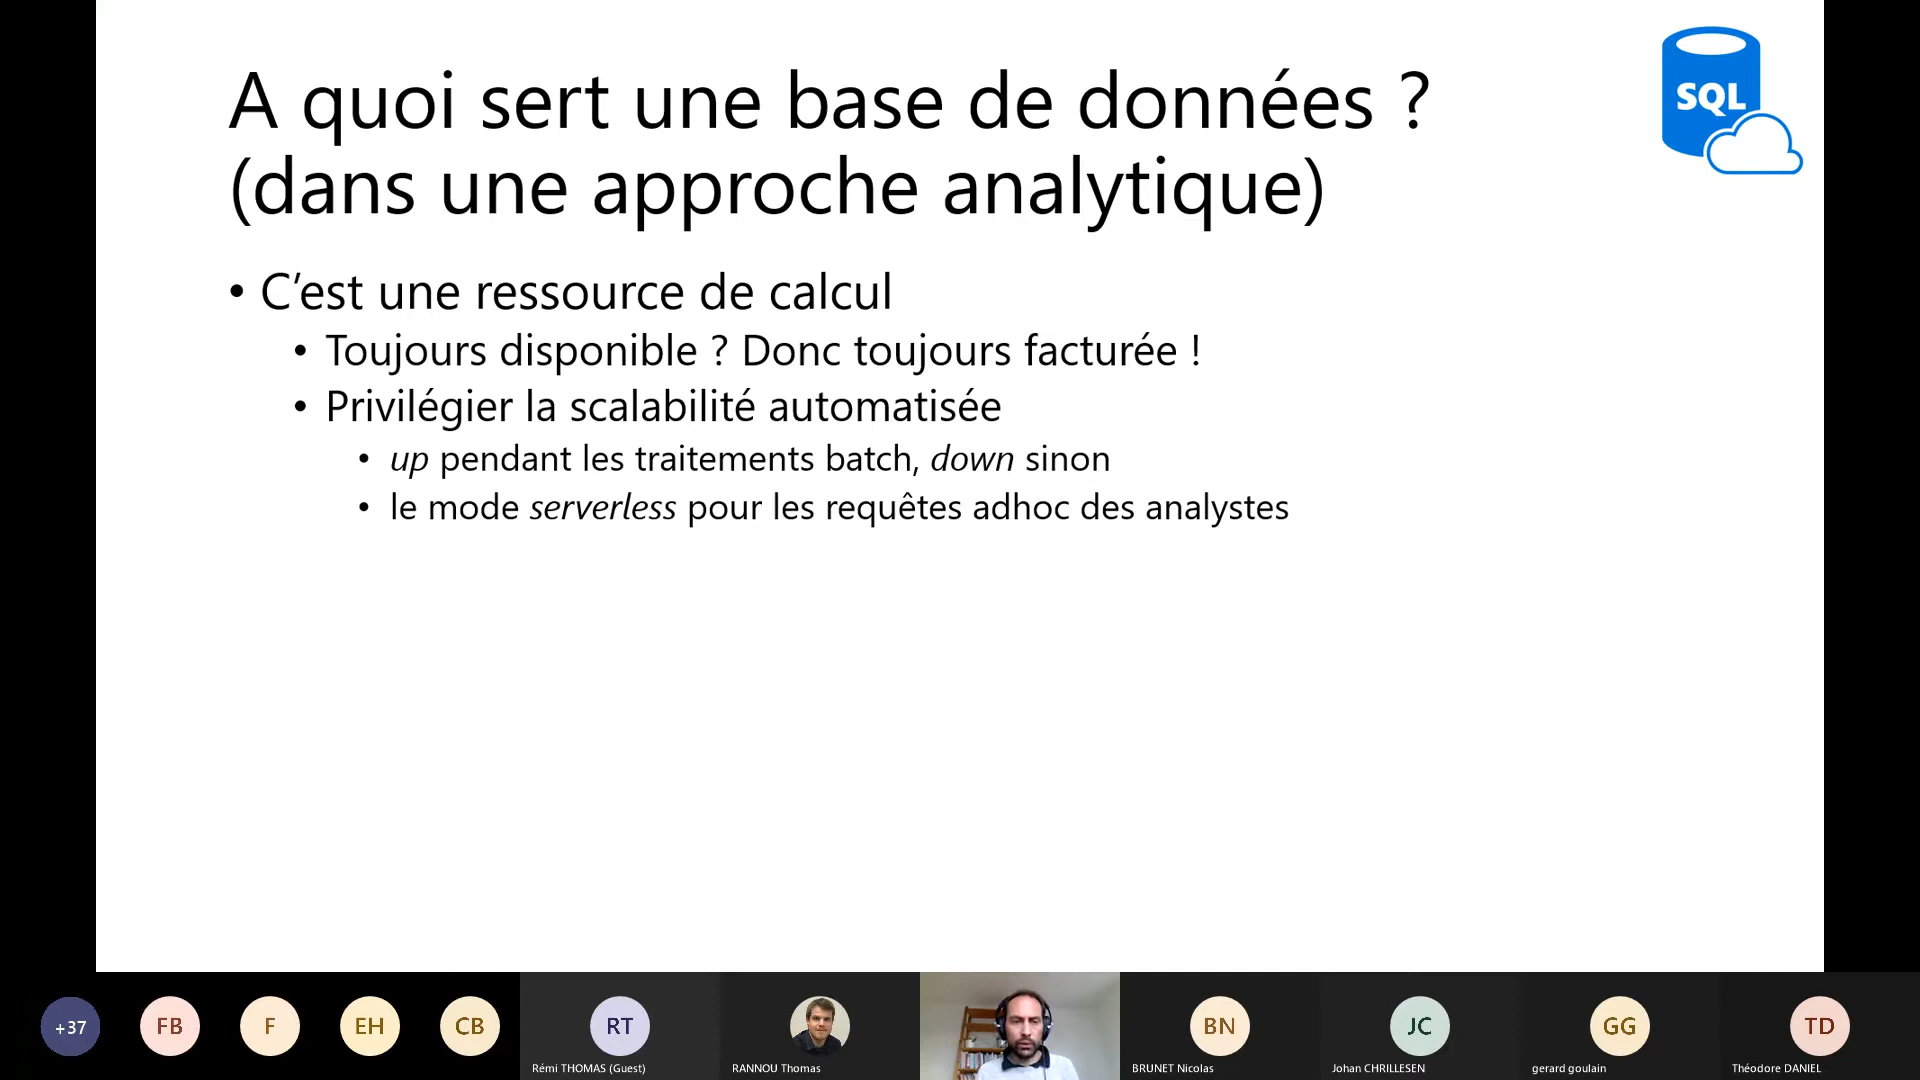 A quoi sert une base de données ?
(dans une approche analytique)
SQL
• C’est une ressource de calcul
• Toujours disponible ? Donc toujours facturée !
• Privilégier la scalabilité automatisée
• up pendant les traitements batch, down sinon
• le mode serverless pour les requêtes adhoc des analystes
+37
FB
F
EH
CB
RT
Rémi THOMAS (Guest)
RANNOU Thomas
BN
BRUNET Nicolas
JC
Johan CHRILLESEN
GG
gerard goulain
TD
Théodore DANIEL